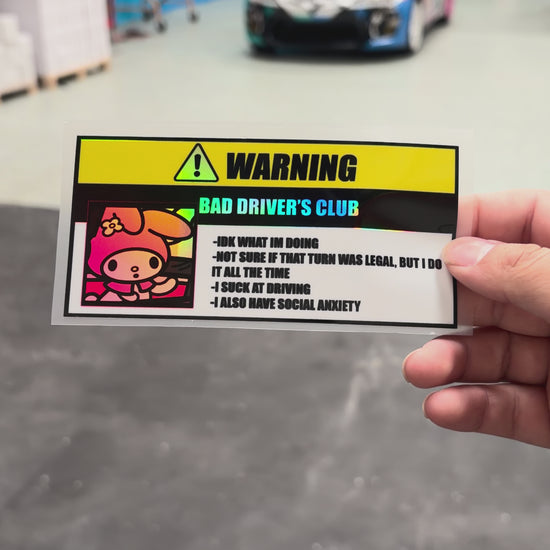 WARNING
BAD DRIVER'S CLUB
-IDK WHAT IM DOING
-NOT SURE IF THAT TURN WAS LEGAL, BUT I DO
IT ALL THE TIME
-I SUCK AT DRIVING
-I ALSO HAVE SOCIAL ANXIETY